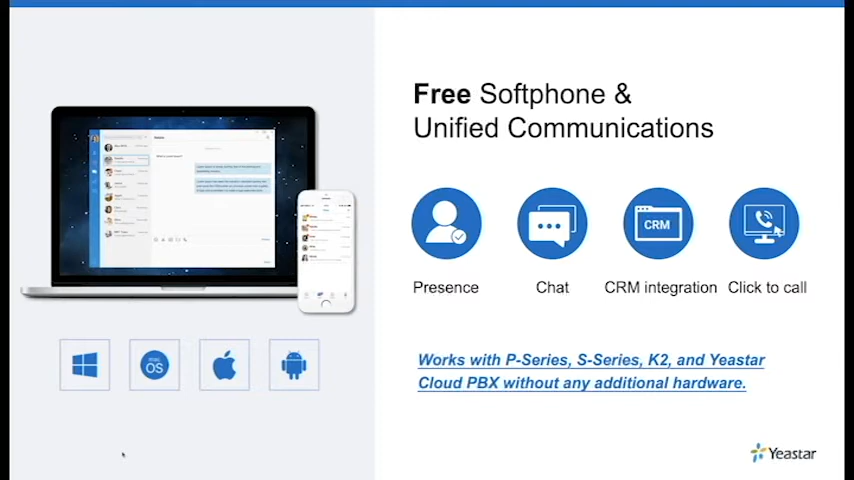 Free Softphone &
Unified Communications
CRM
Presence
Chat
CRM integration
Click to call
macOS
Works with P-Series, S-Series, K2, and Yeastar
Cloud PBX without any additional hardware.
Yeastar